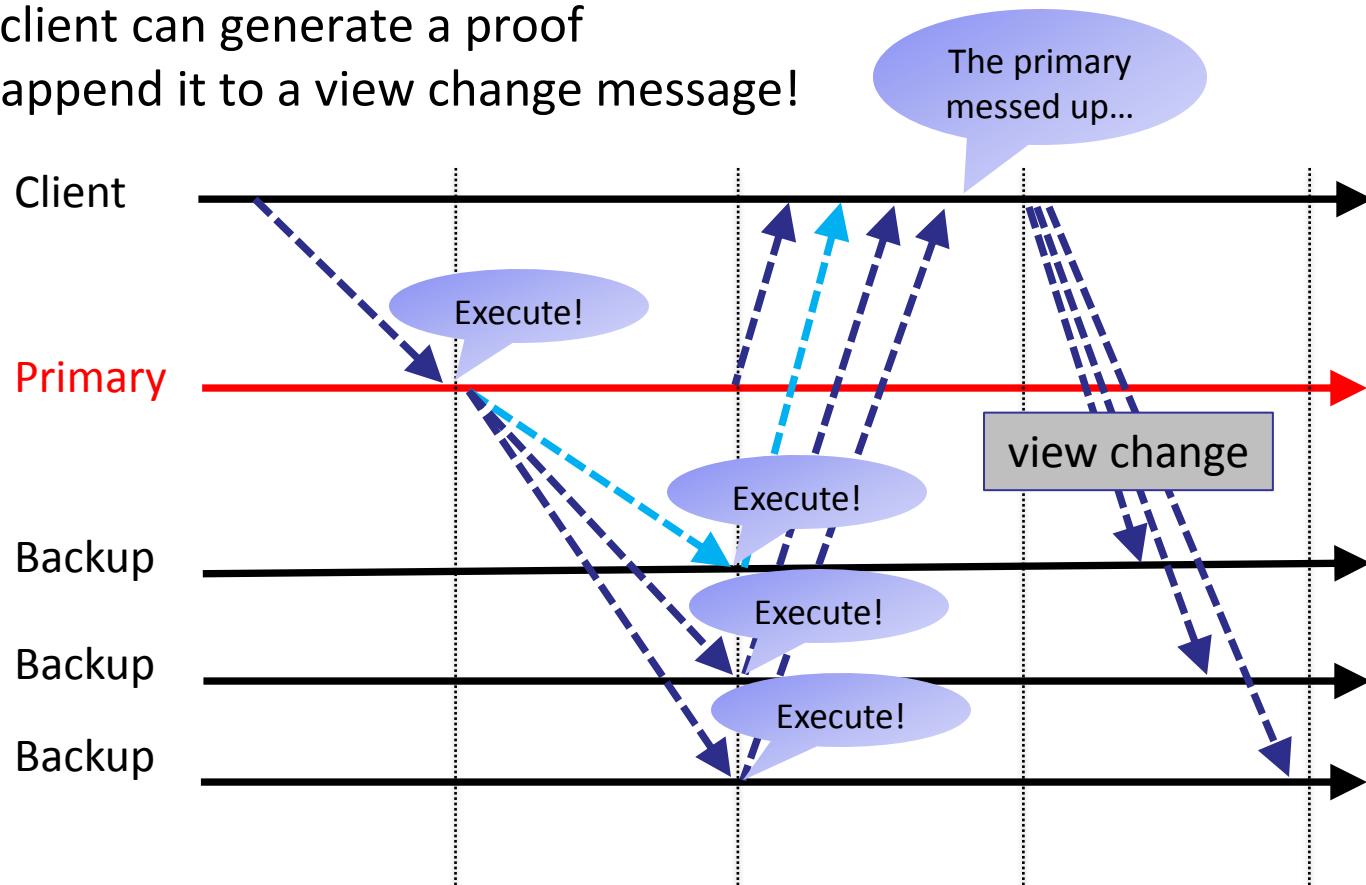 client can generate a proof
append it to a view change message!
The primary
messed up...
Client
Execute!
Primary
view change
Execute!
Backup
Execute!
Backup
Execute!
Backup